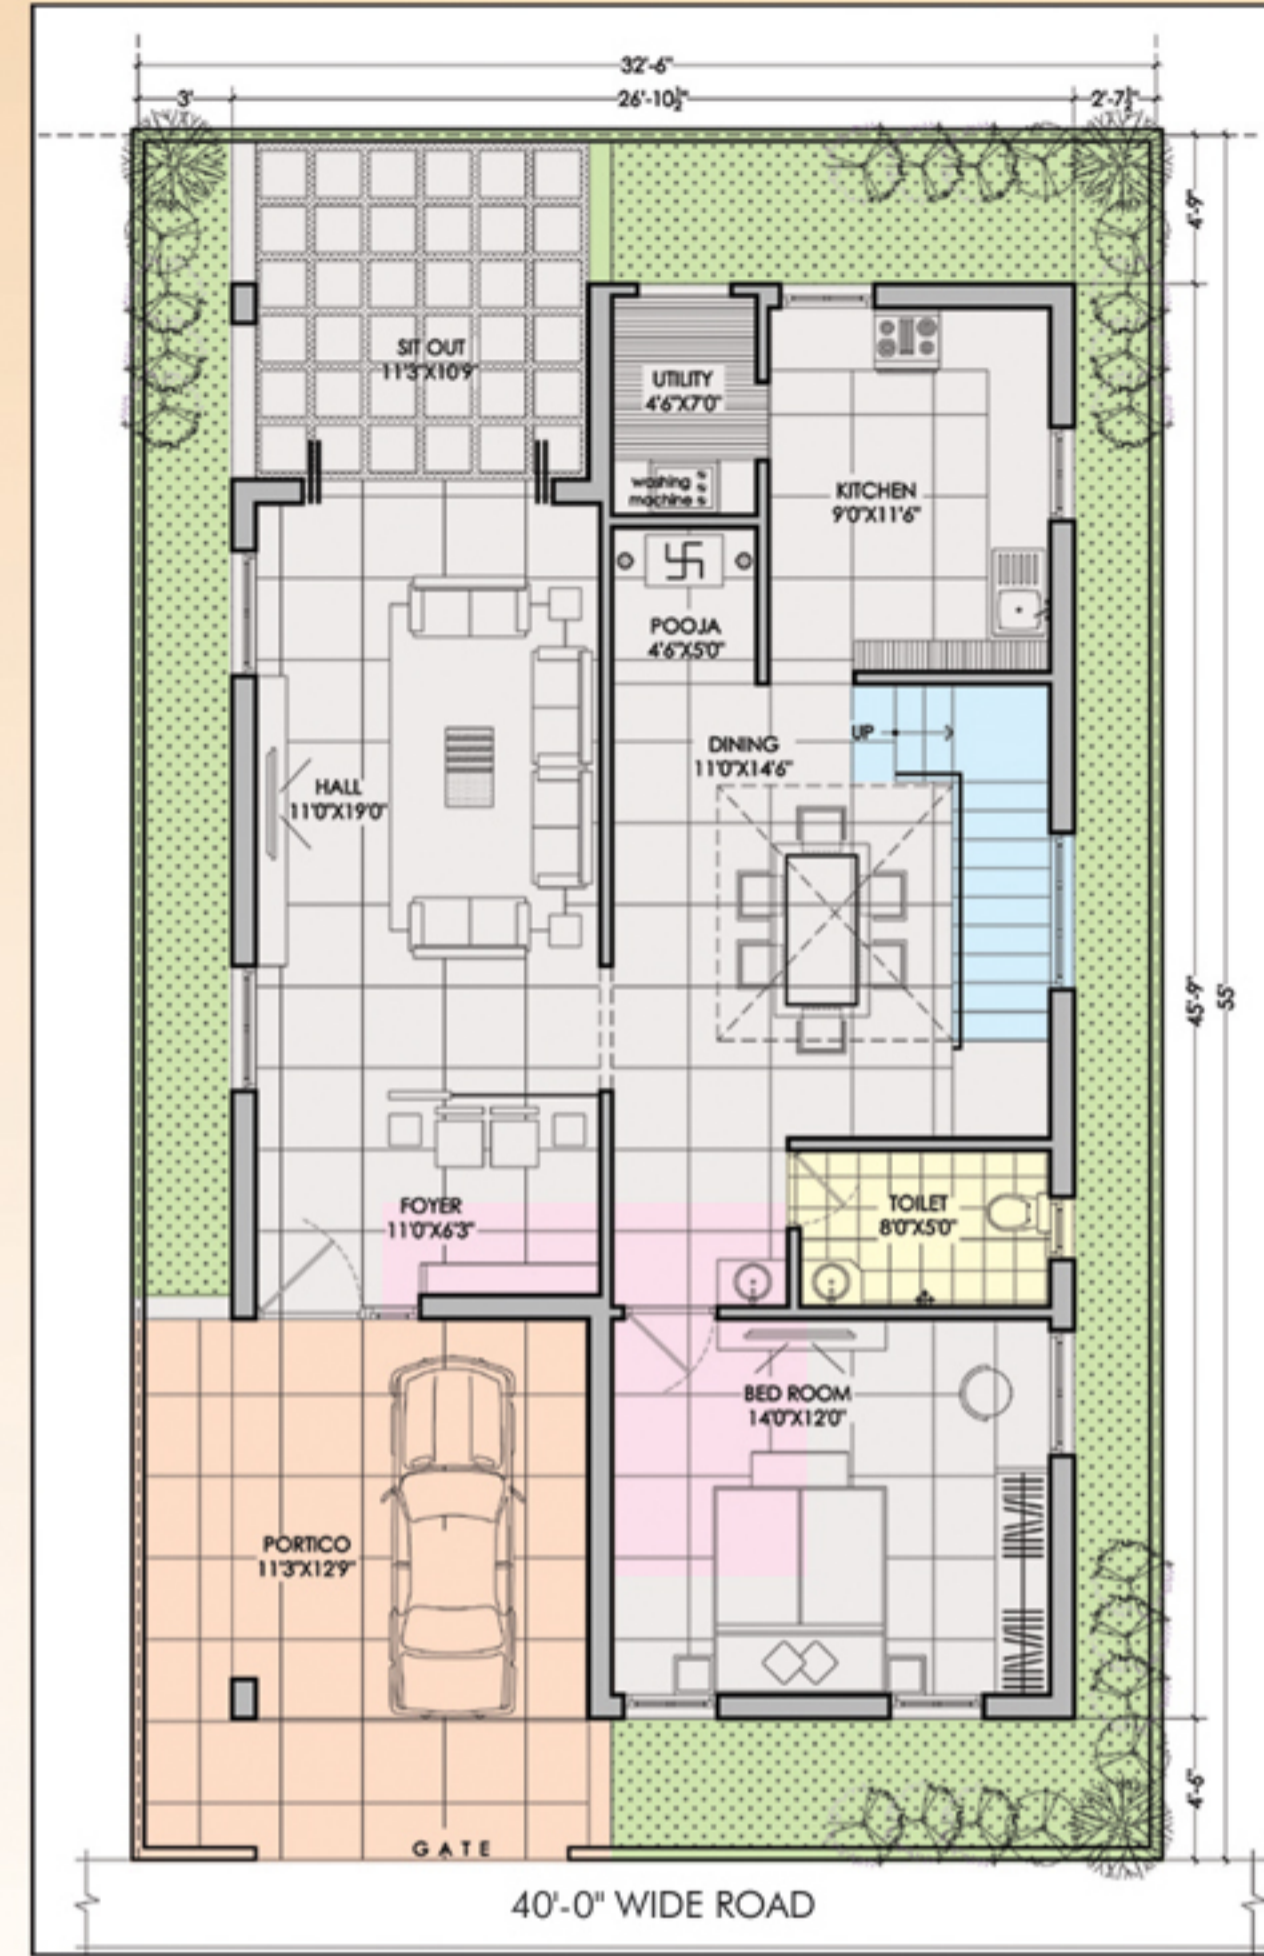 32'-6"
3'
26'-10½"
2'-7½"
4'-9"
SIT OUT
11'3"X10'9"
UTILITY
4'6"X7'0"
washing
machine
KITCHEN
9'0"X11'6"
POOJA
4'6"X5'0"
UP
DINING
11'0"X14'6"
HALL
11'0"X19'0"
45'-9"
55'
TOILET
8'0"X5'0"
FOYER
11'0"X6'3"
BED ROOM
14'0"X12'0"
PORTICO
11'3"X12'9"
4'-6"
GATE
40'-0" WIDE ROAD